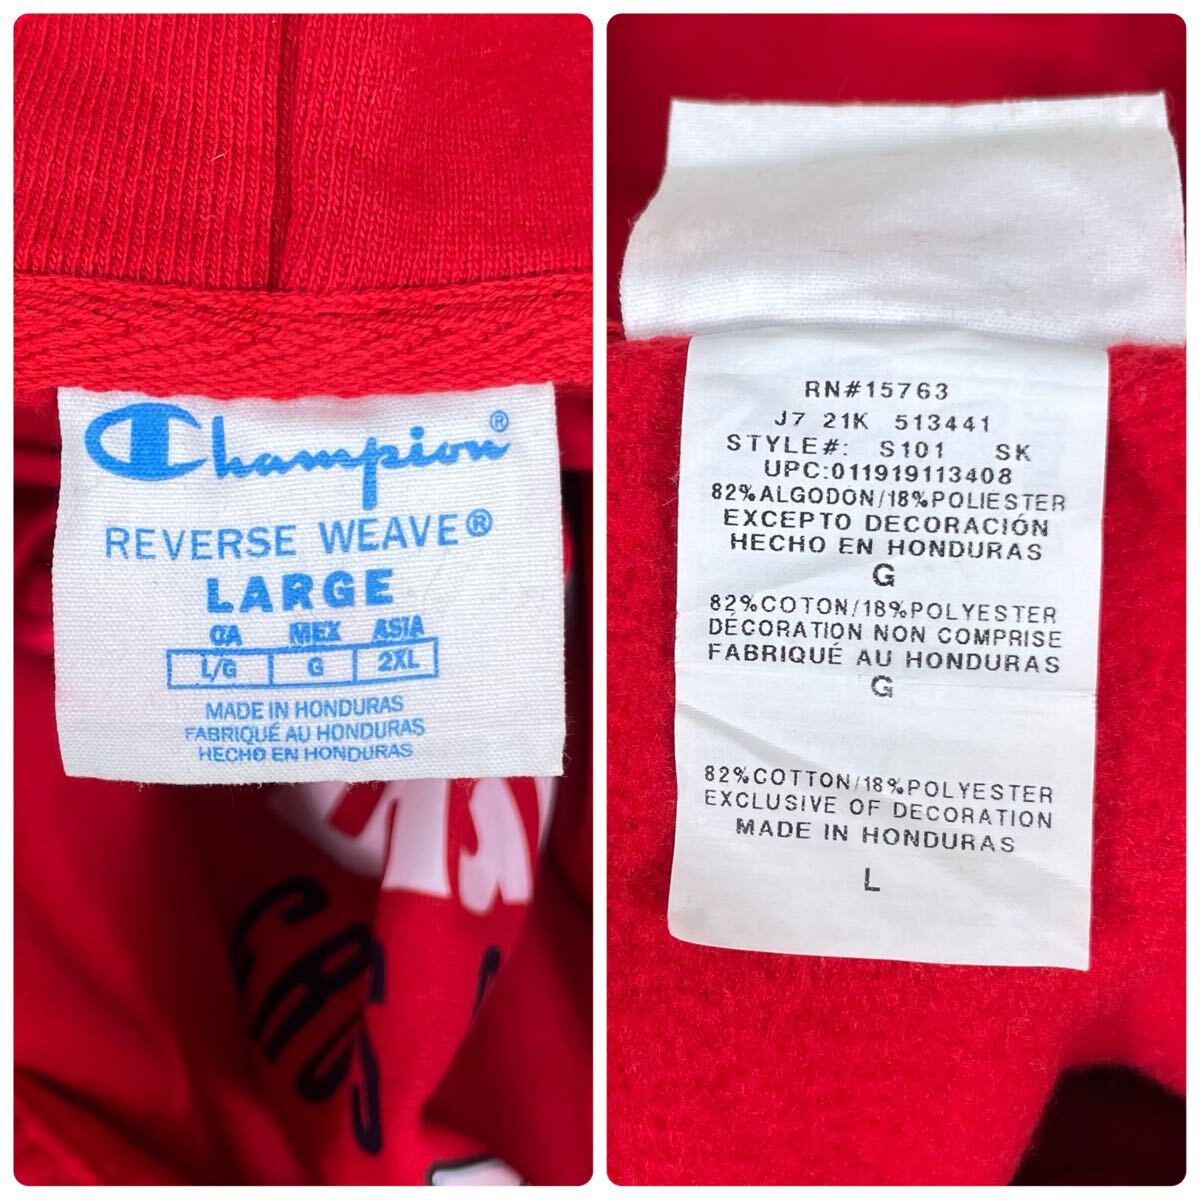 Champion®
REVERSE WEAVE®
LARGE
CA MEX ASIA
L/G G 2XL
MADE IN HONDURAS
FABRIQUÉ AU HONDURAS
HECHO EN HONDURAS
RN#15763
J7 21K 513441
STYLE#: S101 SK
UPC:011919113408
82%ALGODON/18%POLIESTER
EXCEPTO DECORACIÓN
HECHO EN HONDURAS
G
82%COTON/18%POLYESTER
DÉCORATION NON COMPRISE
FABRIQUÉ AU HONDURAS
G
82%COTTON/18%POLYESTER
EXCLUSIVE OF DECORATION
MADE IN HONDURAS
L